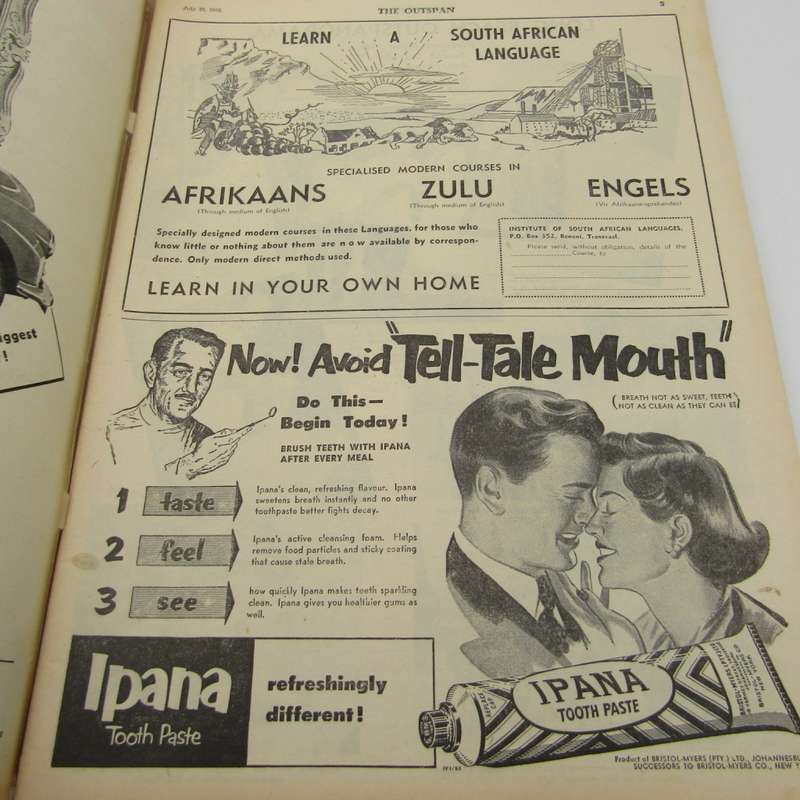 THE OUTSPAN
5
LEARN A SOUTH AFRICAN
LANGUAGE
SPECIALISED MODERN COURSES IN
AFRIKAANS ZULU ENGELS
(Through medium of English) (Through medium of English) (Vir Afrikaanssprekendes)
Specially designed modern courses in these Languages, for those who
know little or nothing about them are now available by correspon-
dence. Only modern direct methods used.
LEARN IN YOUR OWN HOME
INSTITUTE OF SOUTH AFRICAN LANGUAGES,
P.O. Box 352, Benoni, Transvaal.
Please send, without obligation, details of the
Course, to
iggest
!
Now! Avoid "Tell-Tale Mouth"
(BREATH NOT AS SWEET, TEETH
NOT AS CLEAN AS THEY CAN BE)
Do This—
Begin Today!
BRUSH TEETH WITH IPANA
AFTER EVERY MEAL
1 taste
Ipana's clean, refreshing flavour. Ipana
sweetens breath instantly and no other
toothpaste better fights decay.
2 feel
Ipana's active cleansing foam. Helps
remove food particles and sticky coating
that cause stale breath.
3 see
how quickly Ipana makes teeth sparkling
clean. Ipana gives you healthier gums as
well.
Ipana
Tooth Paste
refreshingly
different!
IPANA
TOOTH PASTE
Product of BRISTOL-MYERS (PTY.) LTD., JOHANNESBU
SUCCESSORS TO BRISTOL-MYERS CO., NEW Y